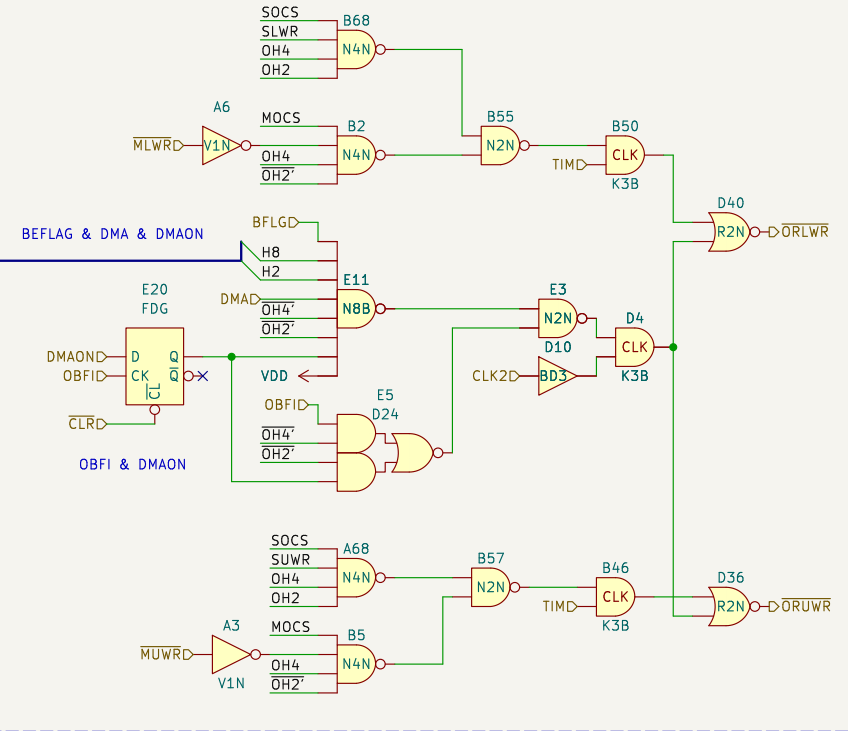 SOCS
B68
SLWR
N4N
OH4
OH2
A6
MOCS
B2
B55
B50
MLWR
V1N
N4N
N2N
CLK
OH4
TIM
OH2'
K3B
D40
BFLG
R2N
ORLWR
BEFLAG & DMA & DMAON
H8
H2
E11
E20
E3
DMA
FDG
OH4'
N8B
N2N
D4
OH2'
DMAON
D
Q
D10
CLK
OBFI
CK
Q
VDD
CLK2
BD3
K3B
CL
E5
OBFI
D24
CLR
OH4'
OH2'
OBFI & DMAON
SOCS
A68
SUWR
B57
B46
D36
OH4
N4N
N2N
CLK
OH2
TIM
R2N
ORUWR
A3
MOCS
B5
K3B
MUWR
OH4
N4N
V1N
OH2'